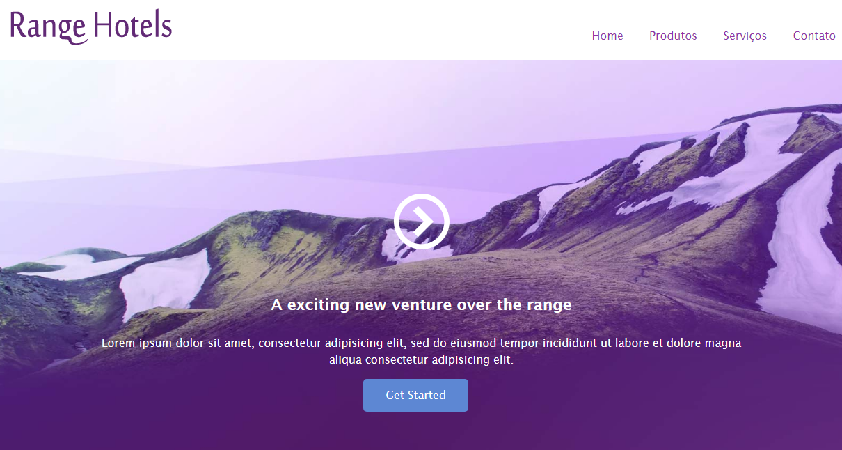 Range Hotels
Home Produtos Serviços Contato
A exciting new venture over the range
Lorem ipsum dolor sit amet, consectetur adipisicing elit, sed do eiusmod tempor incididunt ut labore et dolore magna
aliqua consectetur adipisicing elit.
Get Started